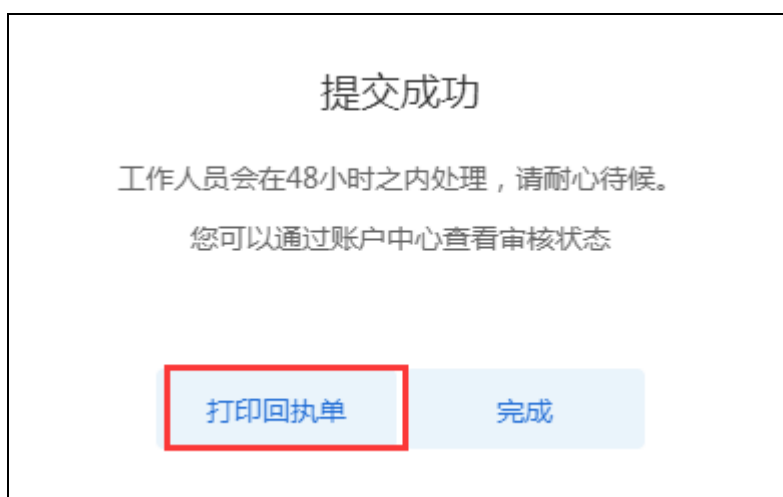 提交成功
工作人员会在48小时之内处理，请耐心待候。
您可以通过账户中心查看审核状态
打印回执单 完成